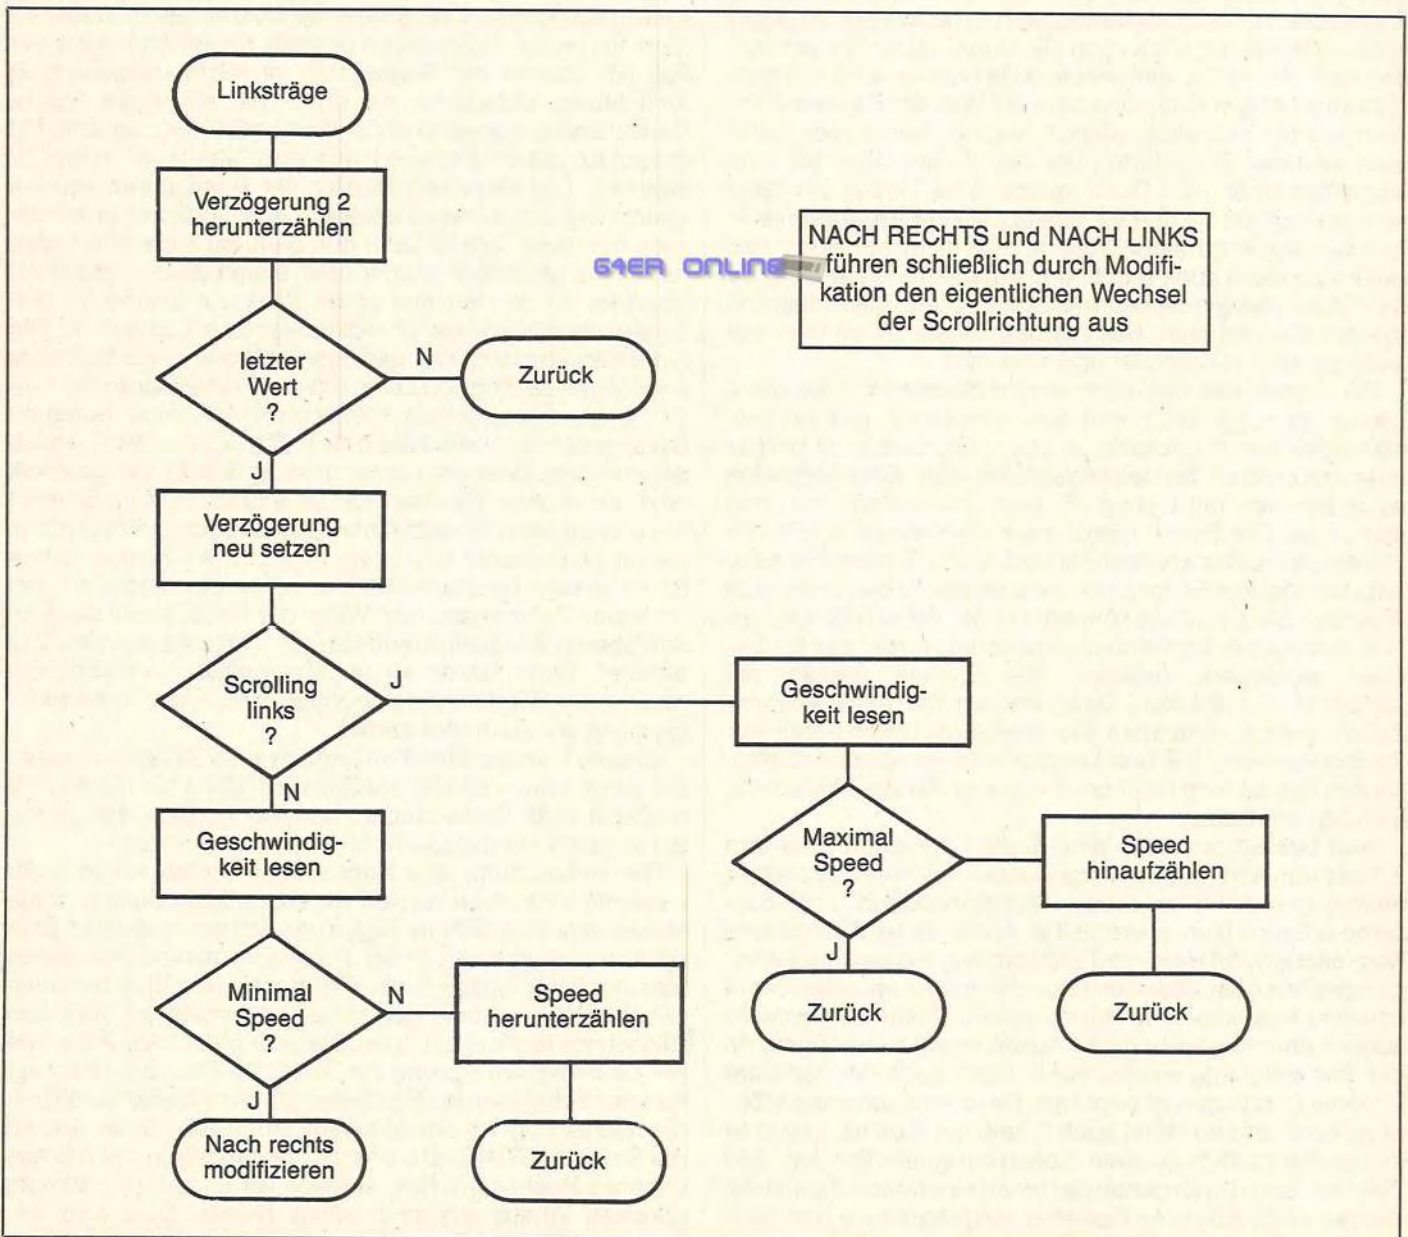 Linksträge
Verzögerung 2
herunterzählen
NACH RECHTS und NACH LINKS
führen schließlich durch Modifi-
kation den eigentlichen Wechsel
der Scrollrichtung aus
64ER ONLINE
letzter
Wert
?
N
Zurück
J
Verzögerung
neu setzen
Scrolling
links
?
J
Geschwindig-
keit lesen
N
Geschwindig-
keit lesen
Maximal
Speed
?
Speed
hinaufzählen
J
Zurück
Zurück
Minimal
Speed
?
N
Speed
herunterzählen
J
Nach rechts
modifizieren
Zurück